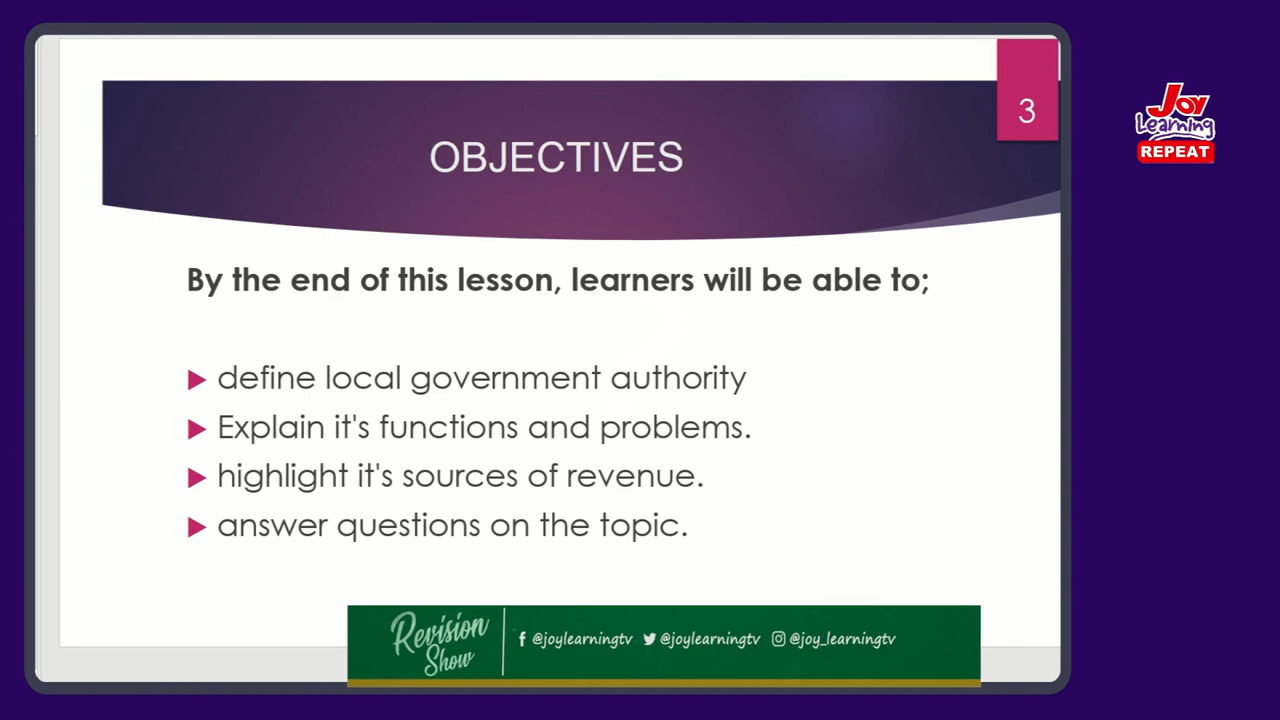 3
Joy
Learning
REPEAT
OBJECTIVES
By the end of this lesson, learners will be able to;
define local government authority
Explain it's functions and problems.
highlight it's sources of revenue.
answer questions on the topic.
Revision
Show
@joylearningtv @joylearningtv @joy_learningtv